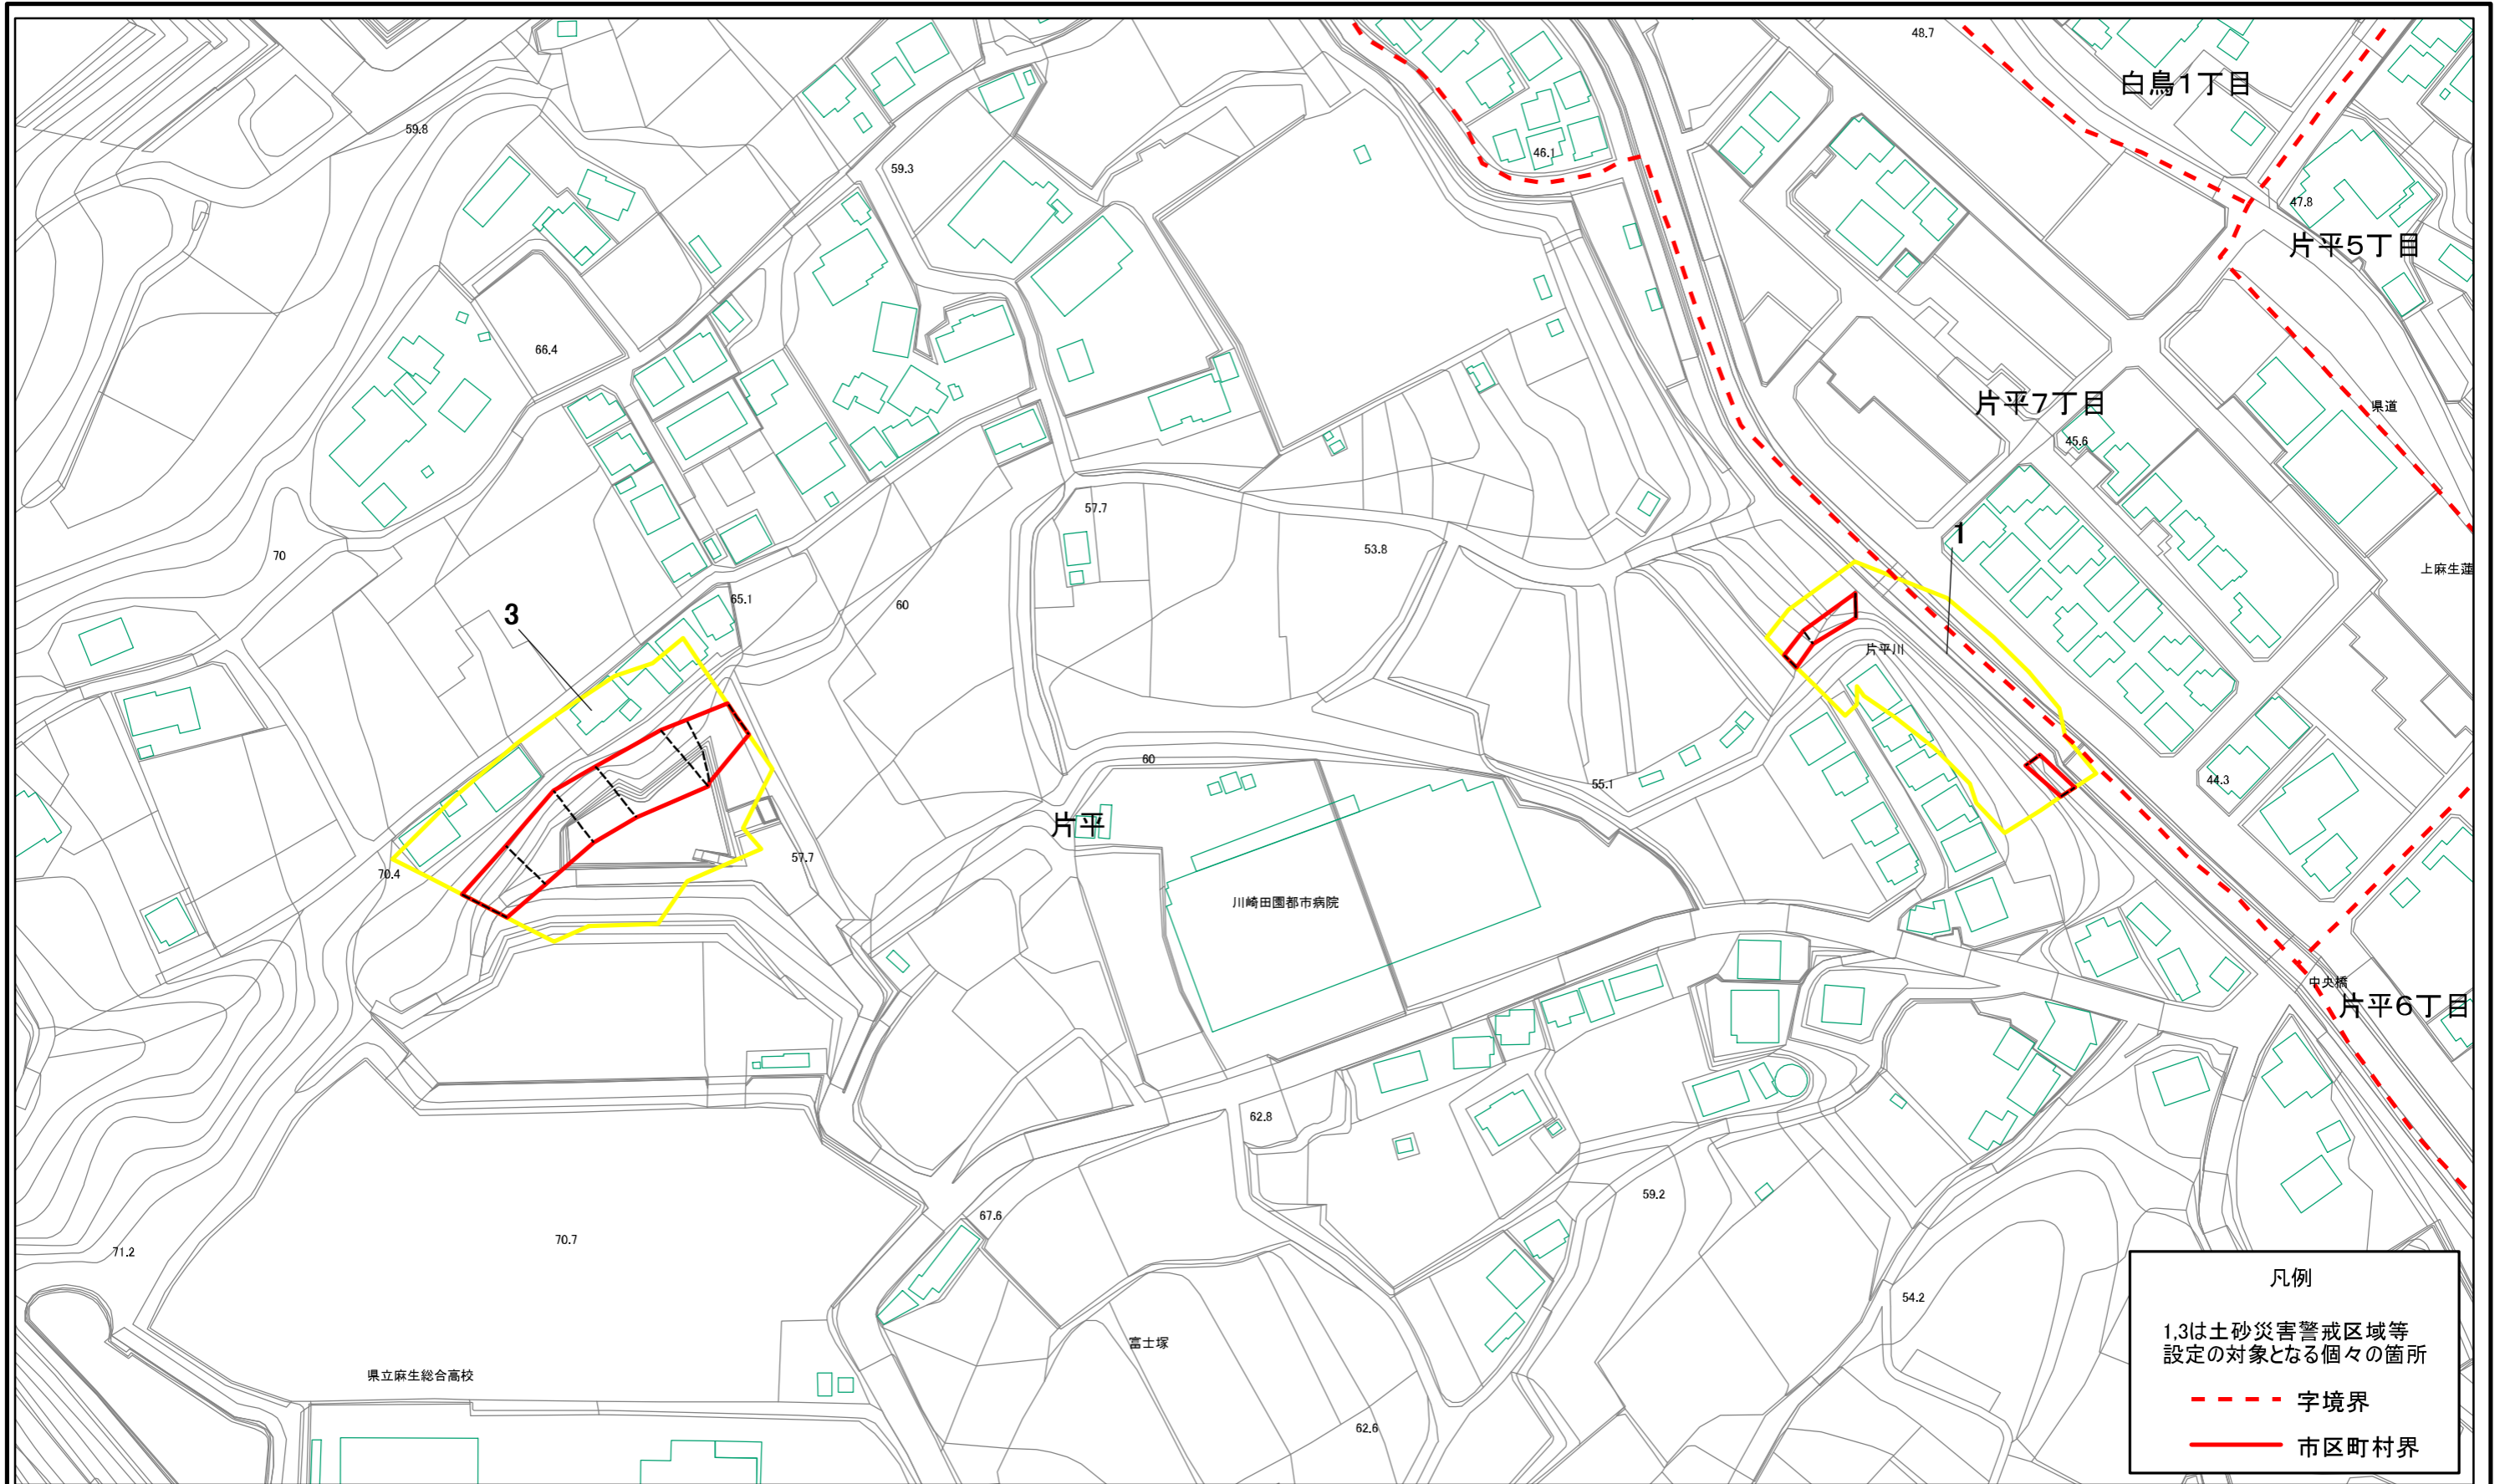 48.7
白鳥1丁目
59.8
46.1
59.3
47.8
片平5丁目
66.4
片平7丁目
県道
45.6
57.7
1
70
53.8
上麻生蓮
3
65.1
60
片平川
60
55.1
44.3
片平
57.7
70.4
川崎田園都市病院
中央橋
片平6丁目
62.8
59.2
67.6
70.7
71.2
54.2
富士塚
県立麻生総合高校
62.6
凡例
1,3は土砂災害警戒区域等
設定の対象となる個々の箇所
字境界
市区町村界